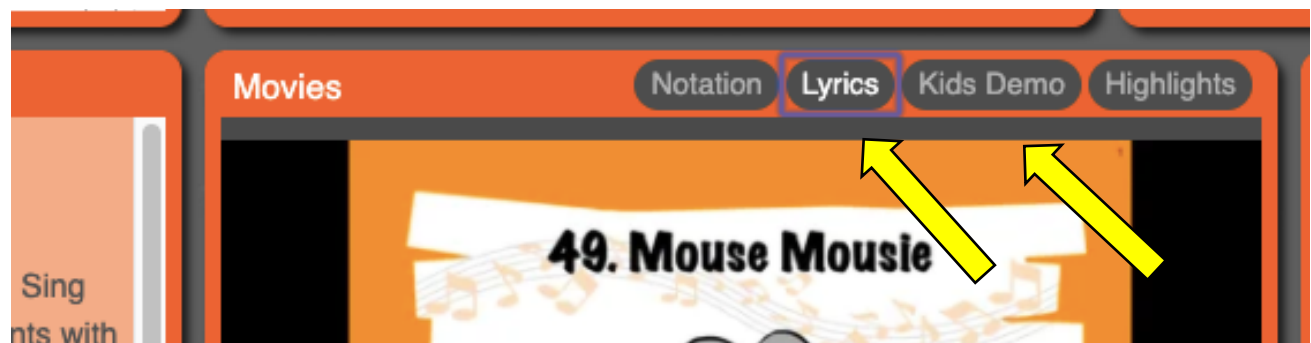 Movies
Notation
Lyrics
Kids Demo
Highlights
49. Mouse Mousie
Sing
nts with